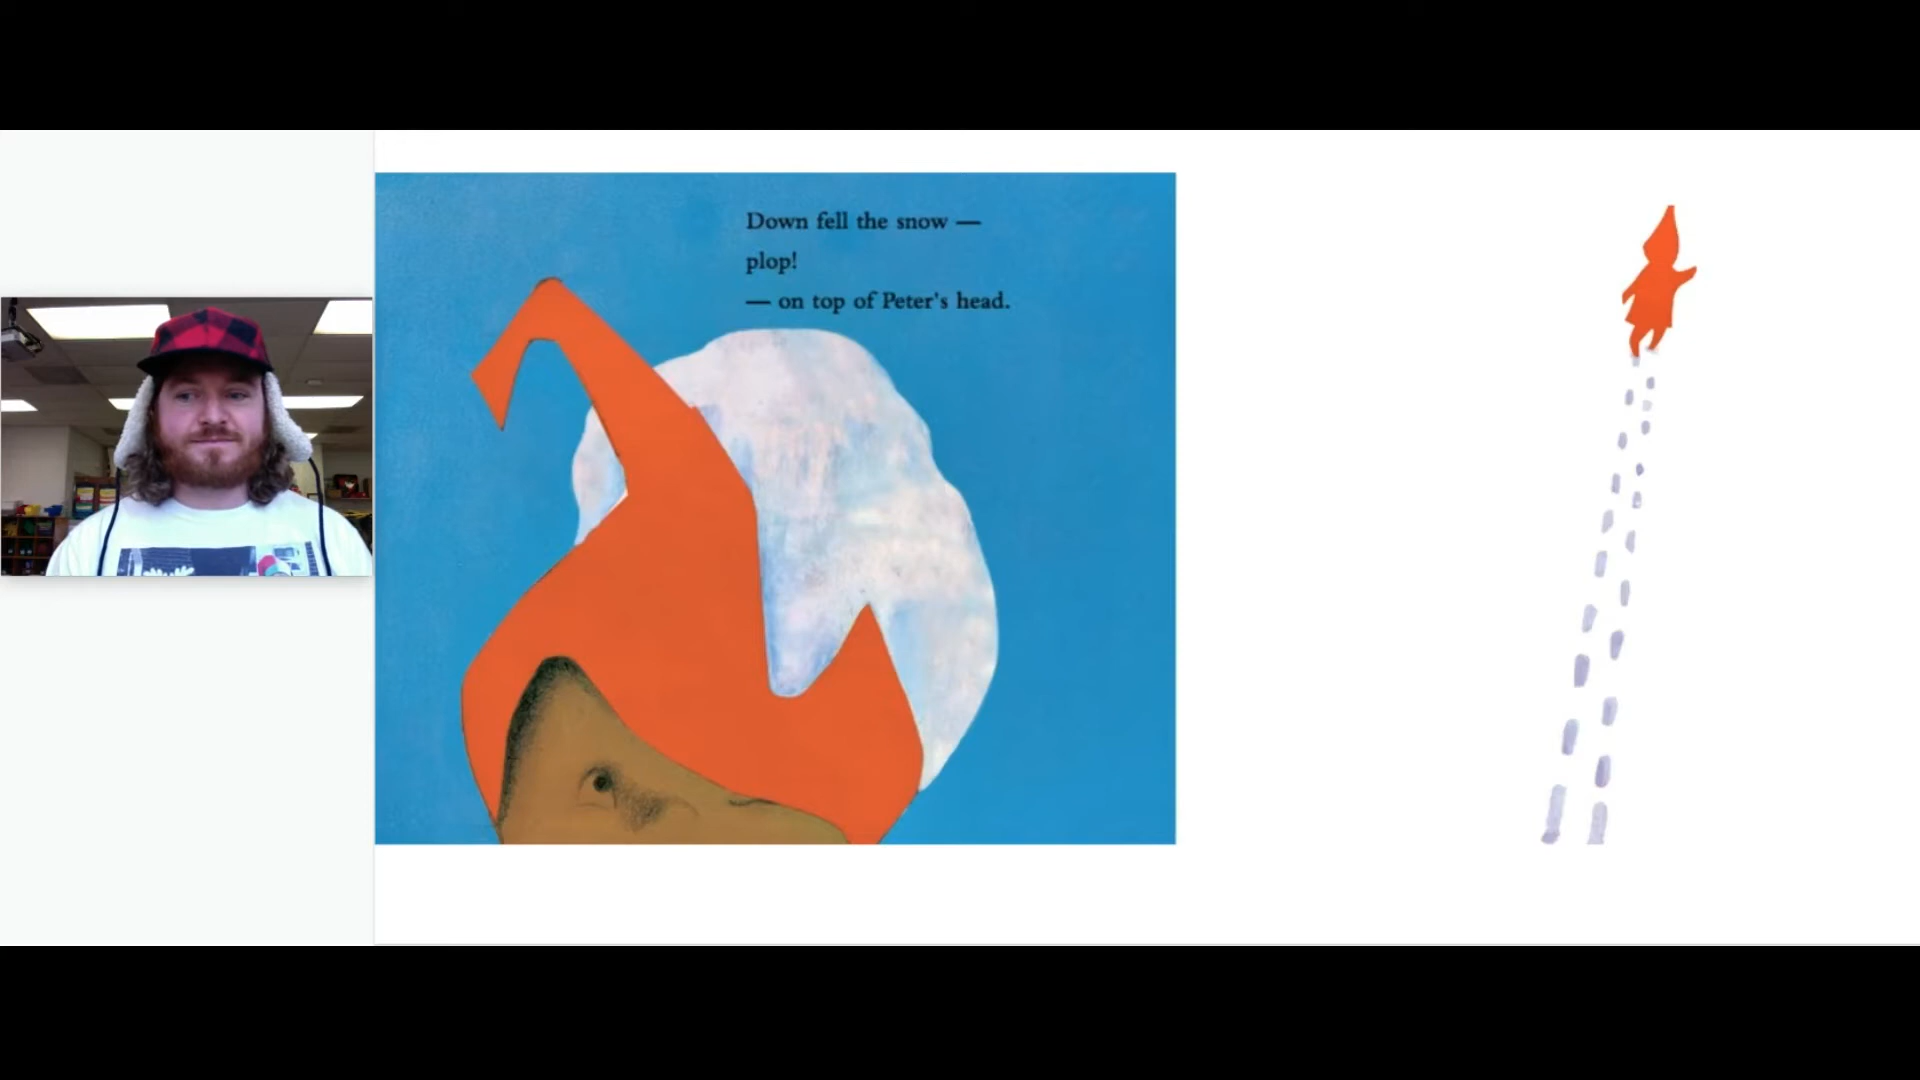 Down fell the snow —
plop!
— on top of Peter's head.